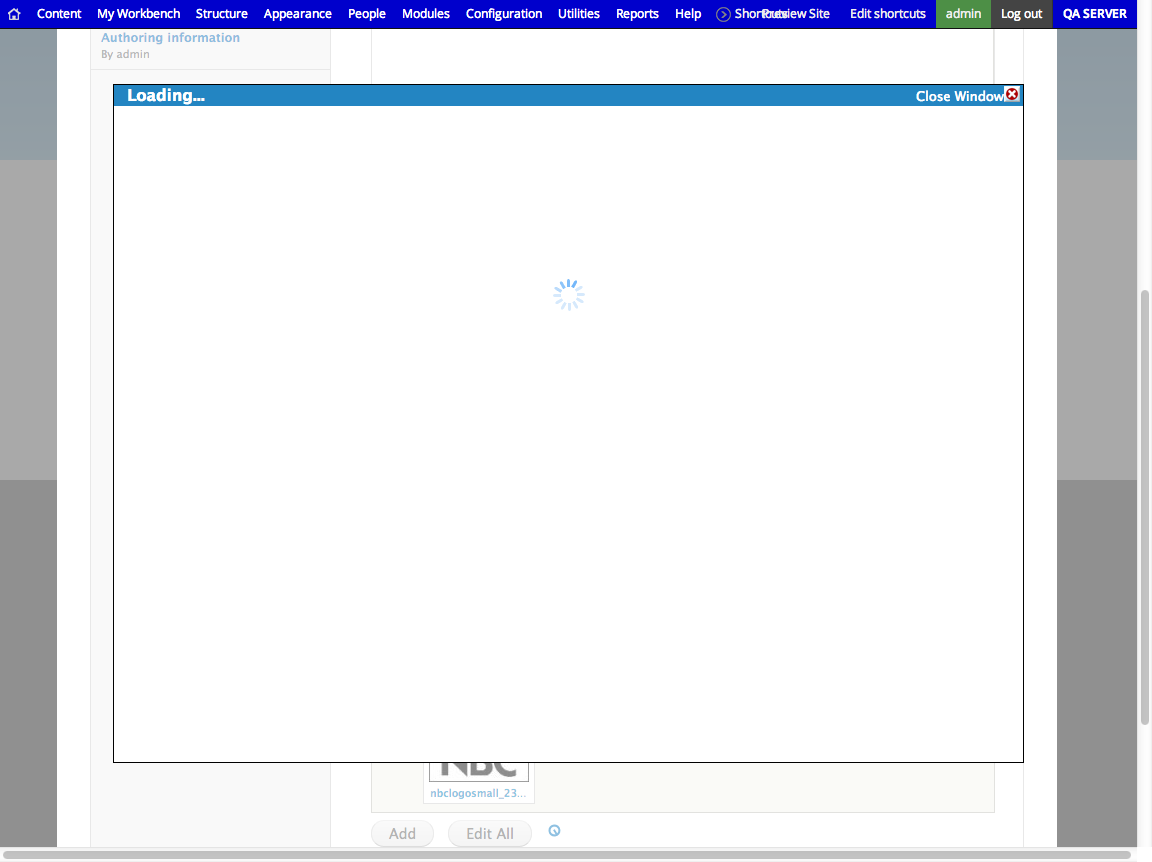 Content My Workbench Structure Appearance People Modules Configuration Utilities Reports Help Shortcuts Preview Site Edit shortcuts admin Log out QA SERVER
Authoring information
By admin
Loading... Close Window
NBC
nbclogosmall_23...
Add Edit All